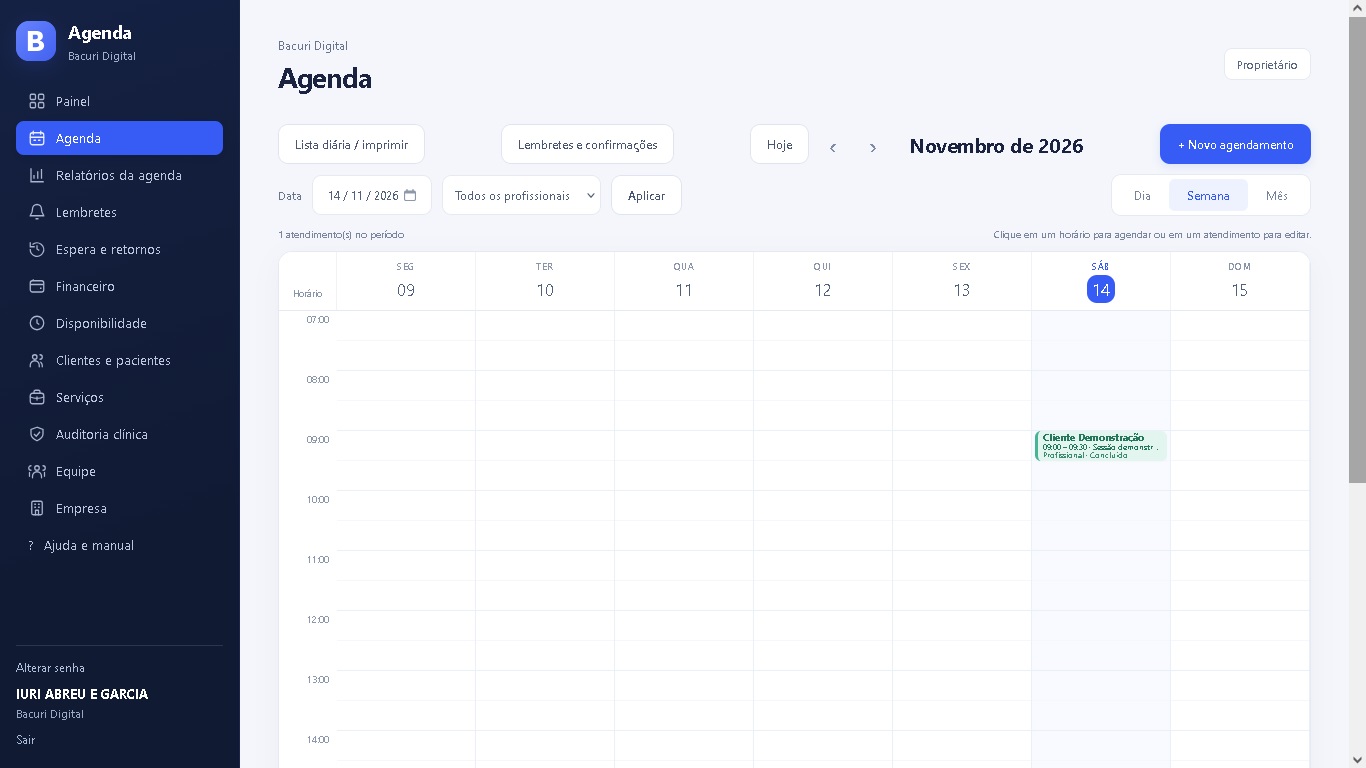 B
Agenda
Bacuri Digital
Painel
Agenda
Relatórios da agenda
Lembretes
Espera e retornos
Financeiro
Disponibilidade
Clientes e pacientes
Serviços
Auditoria clínica
Equipe
Empresa
? Ajuda e manual
Alterar senha
IURI ABREU E GARCIA
Bacuri Digital
Sair
Bacuri Digital
Agenda
Proprietário
Lista diária / imprimir
Lembretes e confirmações
Hoje
‹ ›
Novembro de 2026
+ Novo agendamento
Data 14 / 11 / 2026
Todos os profissionais
Aplicar
Dia Semana Mês
1 atendimento(s) no período
Clique em um horário para agendar ou em um atendimento para editar.
Horário
SEG TER QUA QUI SEX SÁB DOM
09 10 11 12 13 14 15
07:00
08:00
09:00
Cliente Demonstração
09:00 – 09:30 · Sessão demonstr...
Profissional · Concluído
10:00
11:00
12:00
13:00
14:00